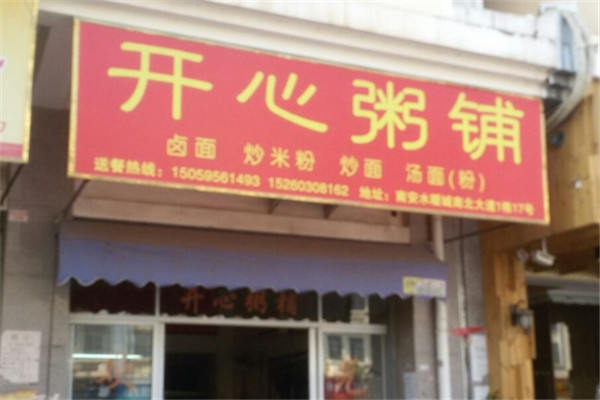 开心粥铺
卤面 炒米粉 炒面 汤面(粉)
送餐热线：15059561493 15260308162 地址：南安水暖城南北大道1栋17号
开心粥铺